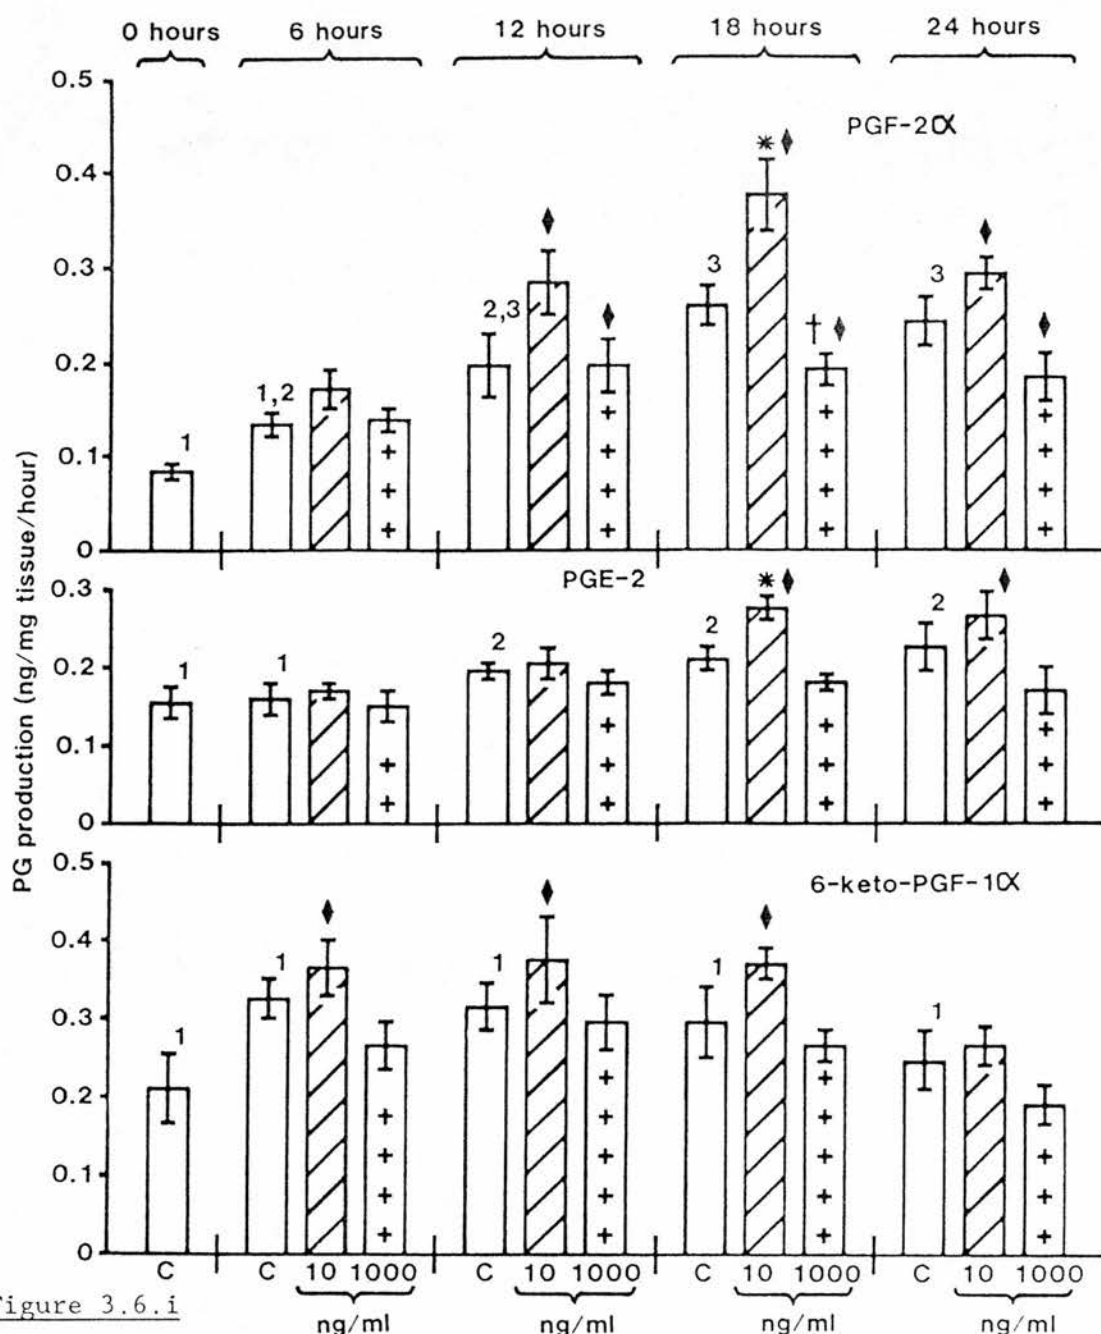 0 hours 6 hours 12 hours 18 hours 24 hours
PG production (ng/mg tissue/hour)
0.5
PGF-2α
* ♦
0.4
♦ ♦
0.3
3 3
2,3 ♦ † ♦ ♦
0.2
1,2
1
0.1
0
PGE-2
0.3
* ♦ ♦
2 2 2
0.2
1 1
0.1
0
0.5
6-keto-PGF-1α
♦ ♦ ♦
0.4
1 1 1
0.3
1 1
0.2
0.1
0
C C 10 1000 C 10 1000 C 10 1000 C 10 1000
ng/ml ng/ml ng/ml ng/ml
igure 3.6.i